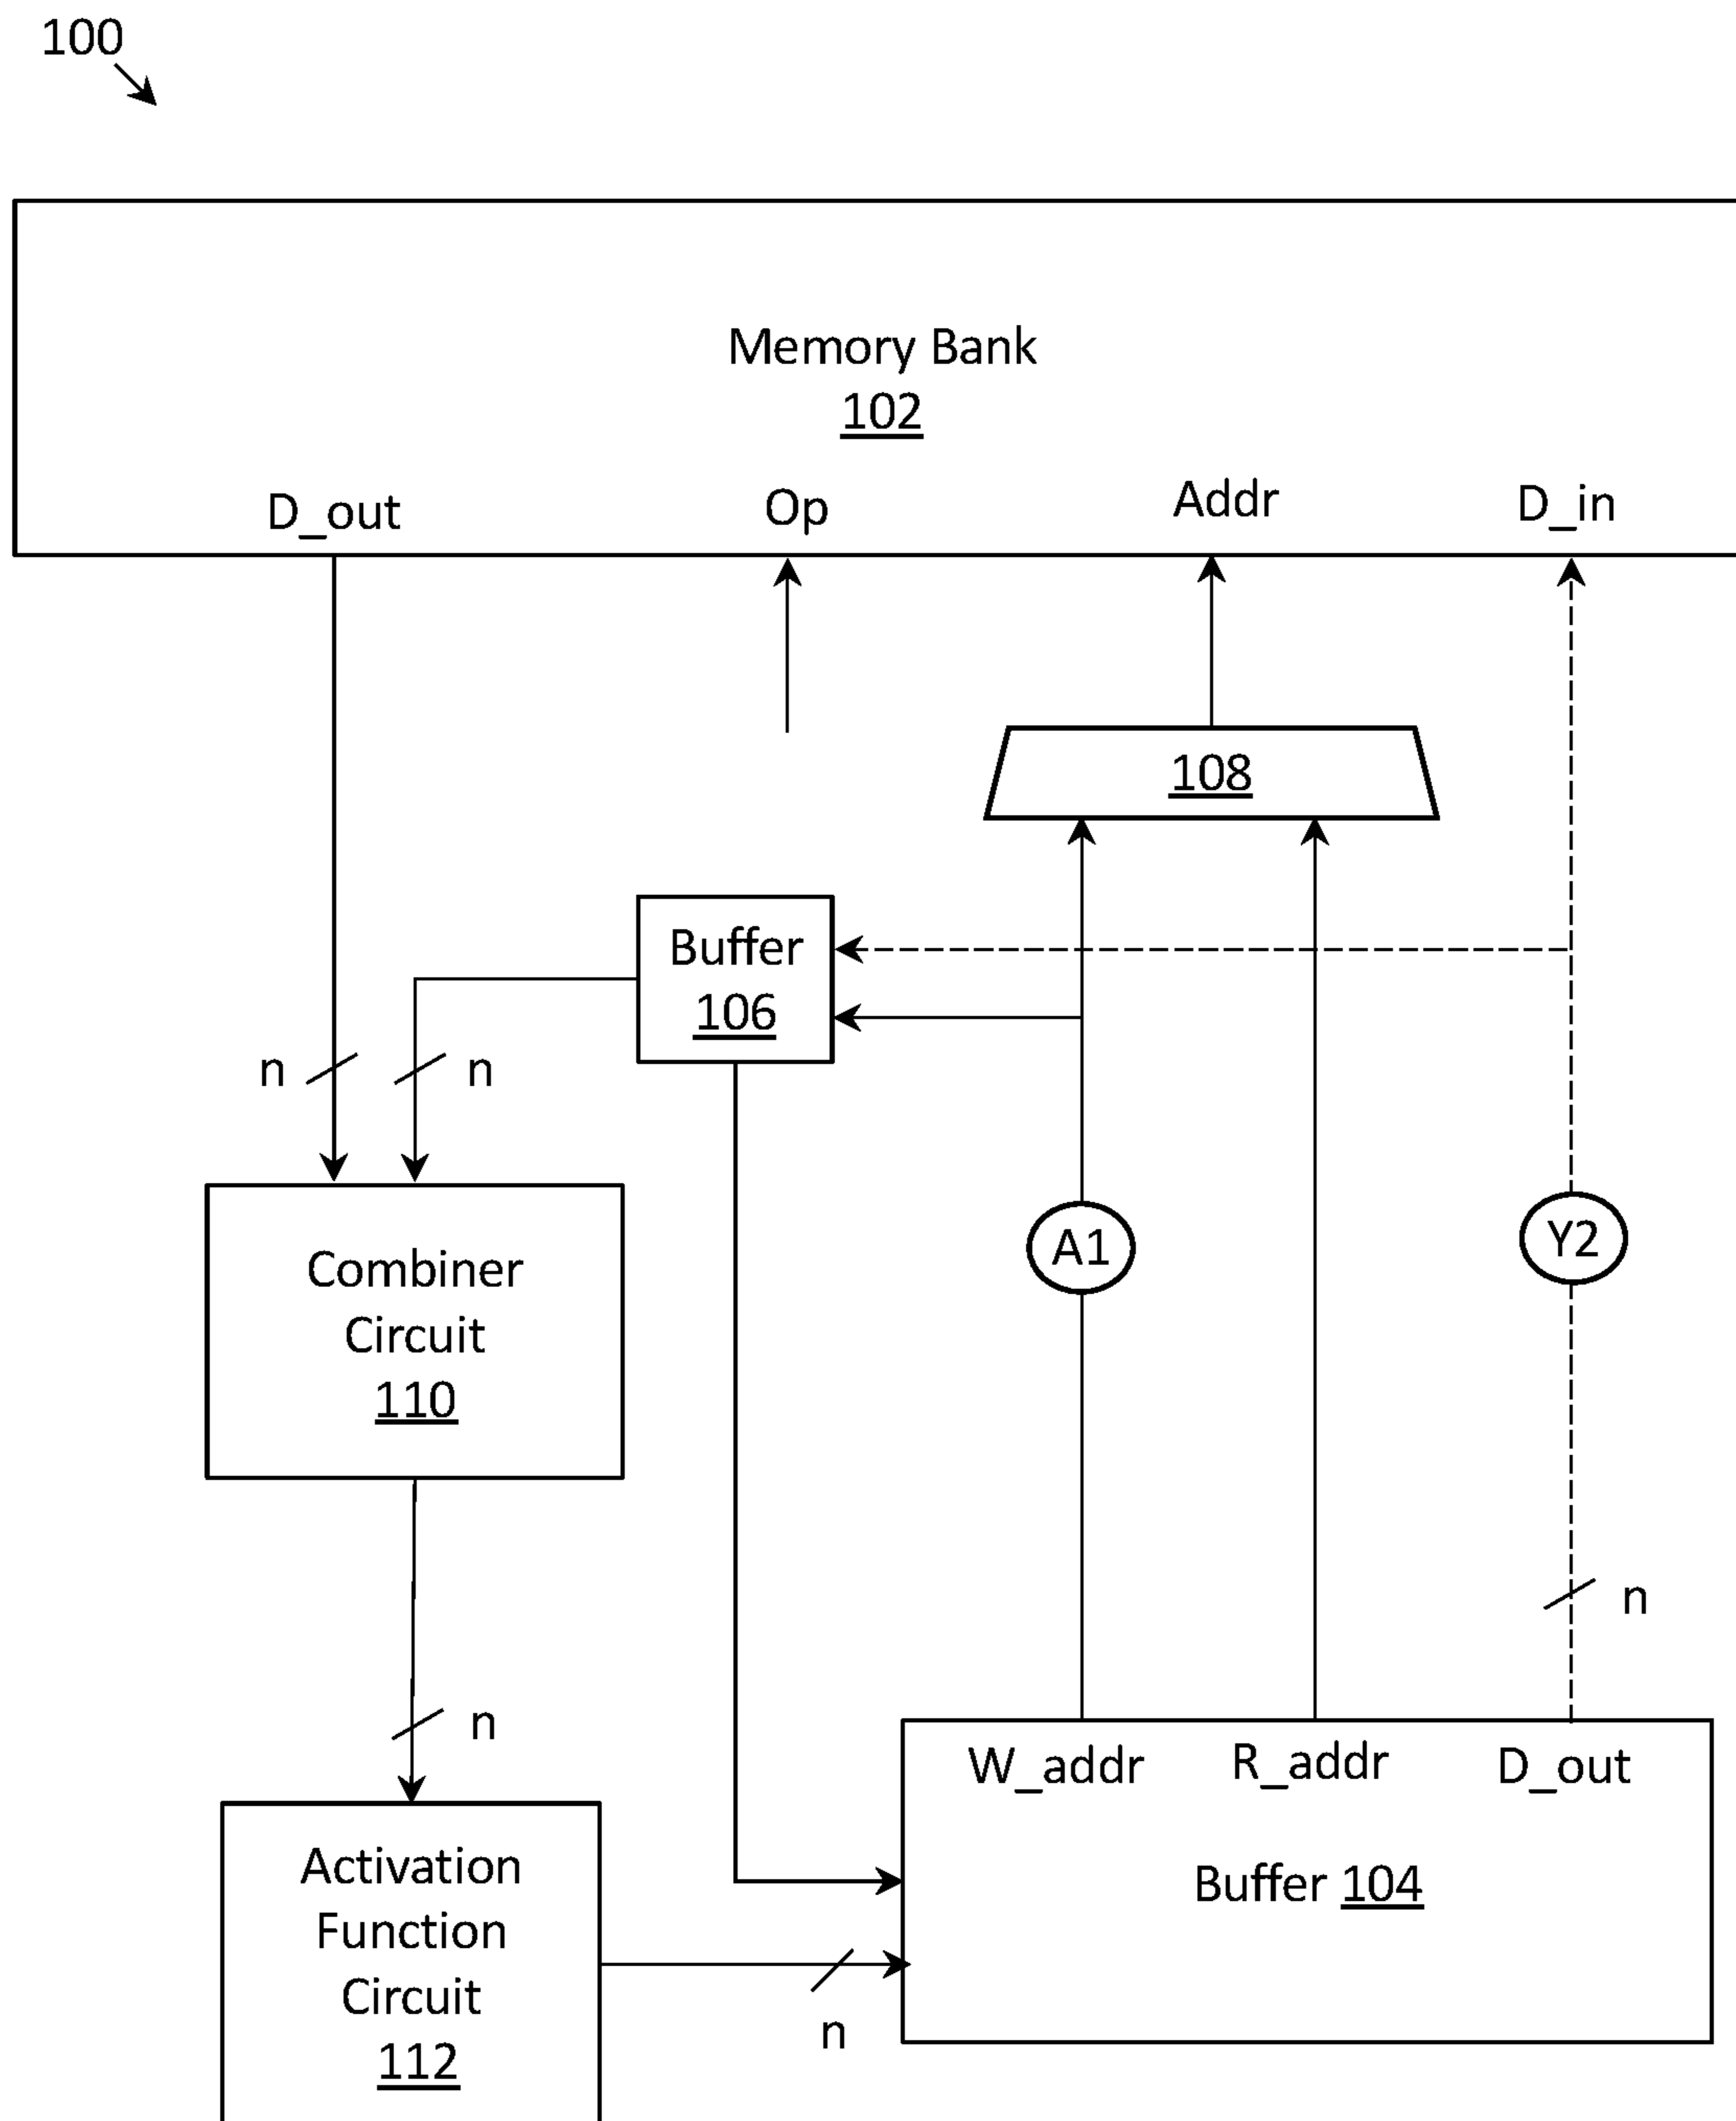 100
Memory Bank
102
D_out
Op
Addr
D_in
108
Buffer
106
n
n
Combiner
Circuit
110
A1
Y2
n
n
W_addr
R_addr
D_out
Activation
Function
Circuit
112
Buffer 104
n